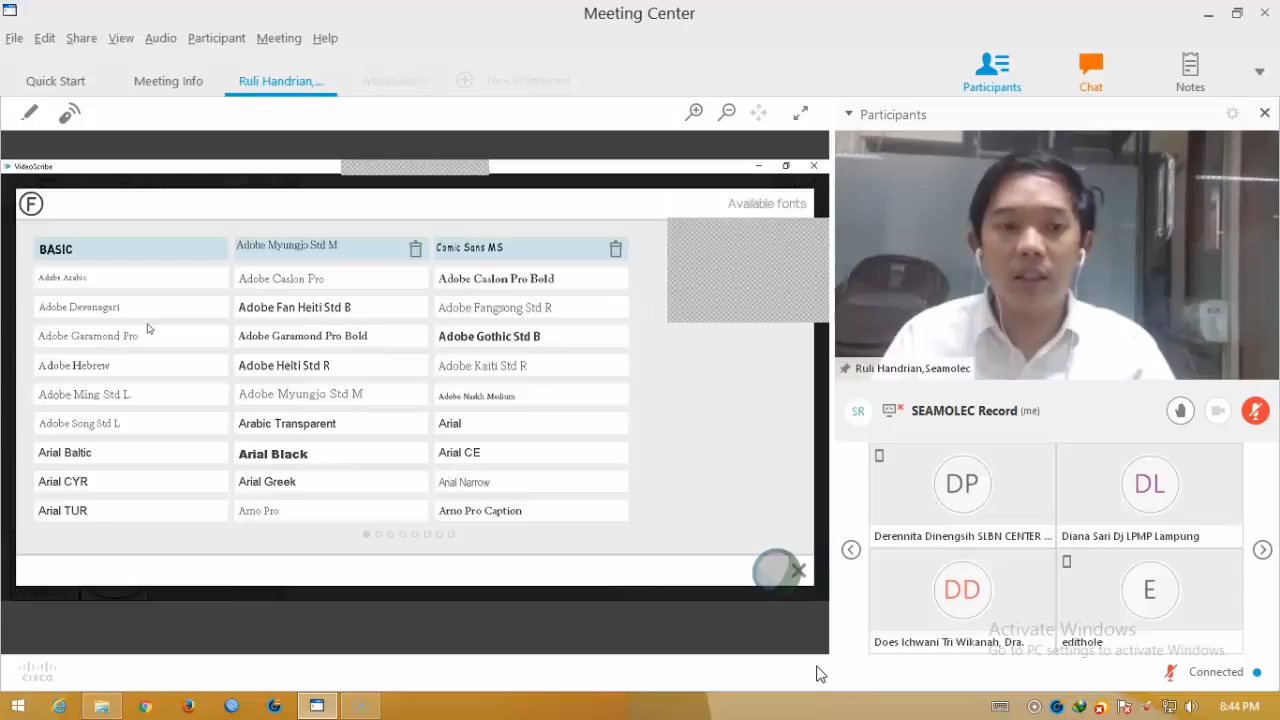 Meeting Center
File Edit Share View Audio Participant Meeting Help
Quick Start Meeting Info Ruli Handrian,... Whiteboard New Whiteboard
Participants Chat Notes
Participants
VideoScribe
F Available fonts
BASIC Adobe Myungjo Std M Comic Sans MS
Adobe Arabic Adobe Caslon Pro Adobe Caslon Pro Bold
Adobe Devanagari Adobe Fan Heiti Std B Adobe Fangsong Std R
Adobe Garamond Pro Adobe Garamond Pro Bold Adobe Gothic Std B
Adobe Hebrew Adobe Heiti Std R Adobe Kaiti Std R
Adobe Ming Std L Adobe Myungjo Std M Adobe Naskh Medium
Adobe Song Std L Arabic Transparent Arial
Arial Baltic Arial Black Arial CE
Arial CYR Arial Greek Arial Narrow
Arial TUR Arno Pro Arno Pro Caption
Ruli Handrian,Seamolec
SR SEAMOLEC Record (me)
DP DL
Derennita Dinengsih SLBN CENTER ... Diana Sari Dj LPMP Lampung
DD E
Does Ichwani Tri Wikanah, Dra. edithole
Activate Windows
Go to PC settings to activate Windows.
cisco
Connected
8:44 PM